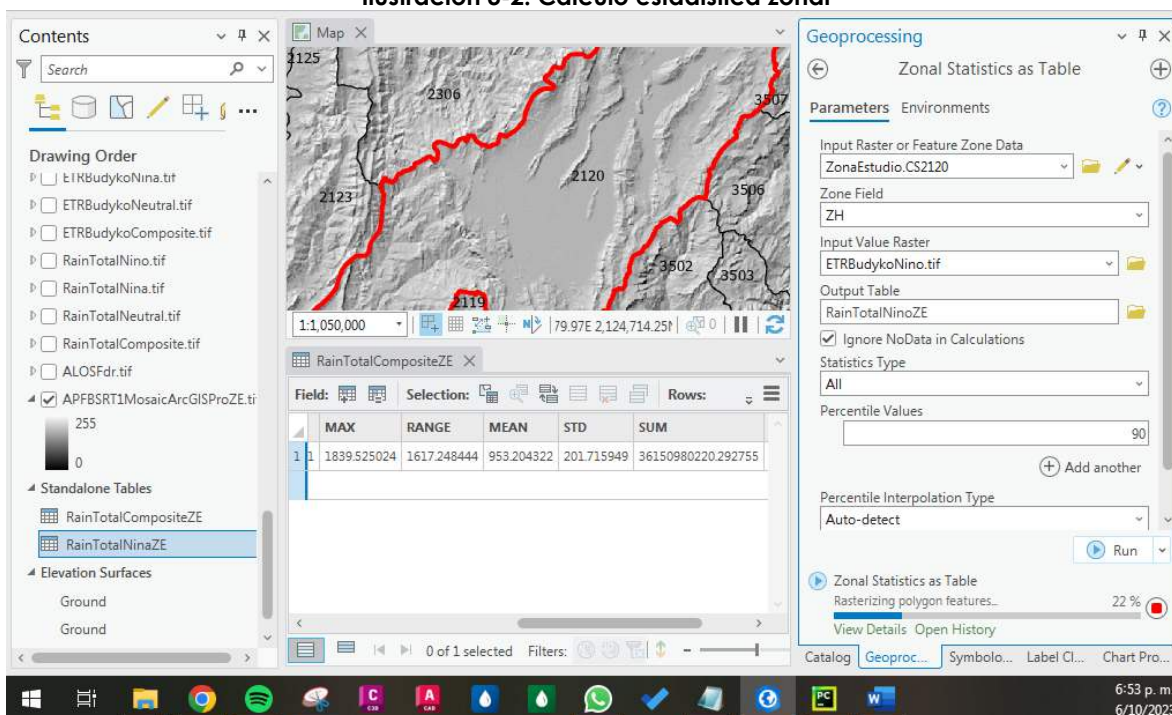 Ilustración 6-2. Cálculo estadística zonal
Contents
Search
Drawing Order
ETRBudykoNina.tif
ETRBudykoNeutral.tif
ETRBudykoComposite.tif
RainTotalNino.tif
RainTotalNina.tif
RainTotalNeutral.tif
RainTotalComposite.tif
ALOSFdr.tif
APFBSRT1MosaicArcGISProZE.ti
255
0
Standalone Tables
RainTotalCompositeZE
RainTotalNinaZE
Elevation Surfaces
Ground
Ground
Map
2125
2306
3507
2120
2123
3506
3502
3503
2119
1:1,050,000
79.97E 2,124,714.25
0
RainTotalCompositeZE
Field:
Selection:
Rows:
MAX RANGE MEAN STD SUM
1 1 1839.525024 1617.248444 953.204322 201.715949 36150980220.292755
0 of 1 selected
Filters:
Geoprocessing
Zonal Statistics as Table
Parameters Environments
Input Raster or Feature Zone Data
ZonaEstudio.CS2120
Zone Field
ZH
Input Value Raster
ETRBudykoNino.tif
Output Table
RainTotalNinoZE
Ignore NoData in Calculations
Statistics Type
All
Percentile Values
90
Add another
Percentile Interpolation Type
Auto-detect
Run
Zonal Statistics as Table
Rasterizing polygon features...
22 %
View Details Open History
Catalog Geoproc... Symbolo... Label Cl... Chart Pro...
6:53 p. m
6/10/202